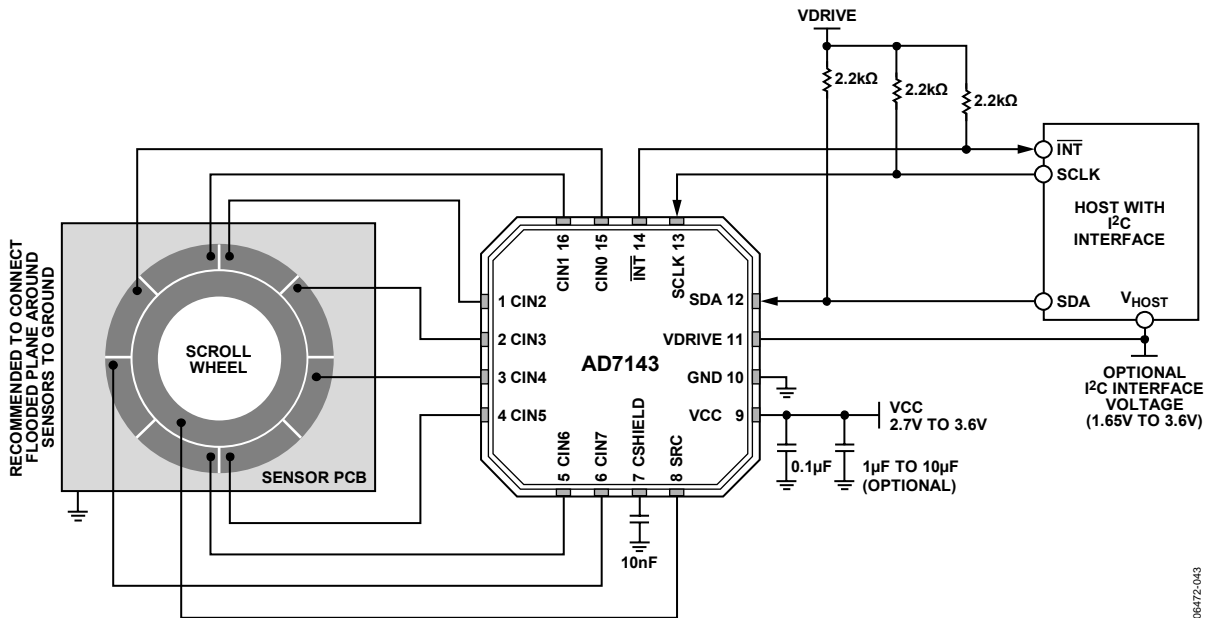 VDRIVE
2.2kΩ
2.2kΩ
2.2kΩ
INT
SCLK
HOST WITH
I2C
INTERFACE
SDA
VHOST
OPTIONAL
I2C INTERFACE
VOLTAGE
(1.65V TO 3.6V)
RECOMMENDED TO CONNECT
FLOODED PLANE AROUND
SENSORS TO GROUND
SCROLL
WHEEL
SENSOR PCB
CIN1 16
CIN0 15
INT 14
SCLK 13
1 CIN2
2 CIN3
3 CIN4
4 CIN5
AD7143
SDA 12
VDRIVE 11
GND 10
VCC 9
5 CIN6
6 CIN7
7 CSHIELD
8 SRC
VCC
2.7V TO 3.6V
0.1µF
1µF TO 10µF
(OPTIONAL)
10nF
06472-043